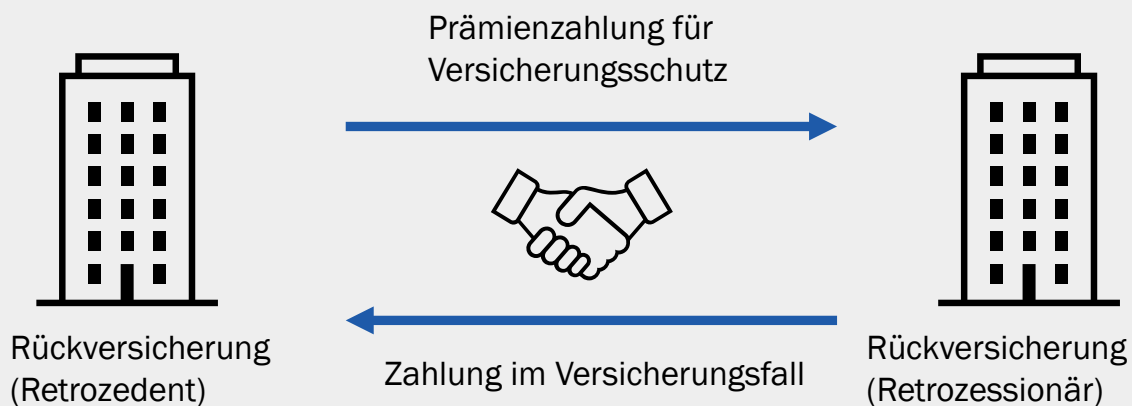 Prämienzahlung für
Versicherungsschutz
Rückversicherung
(Retrozedent)
Zahlung im Versicherungsfall
Rückversicherung
(Retrozessionär)